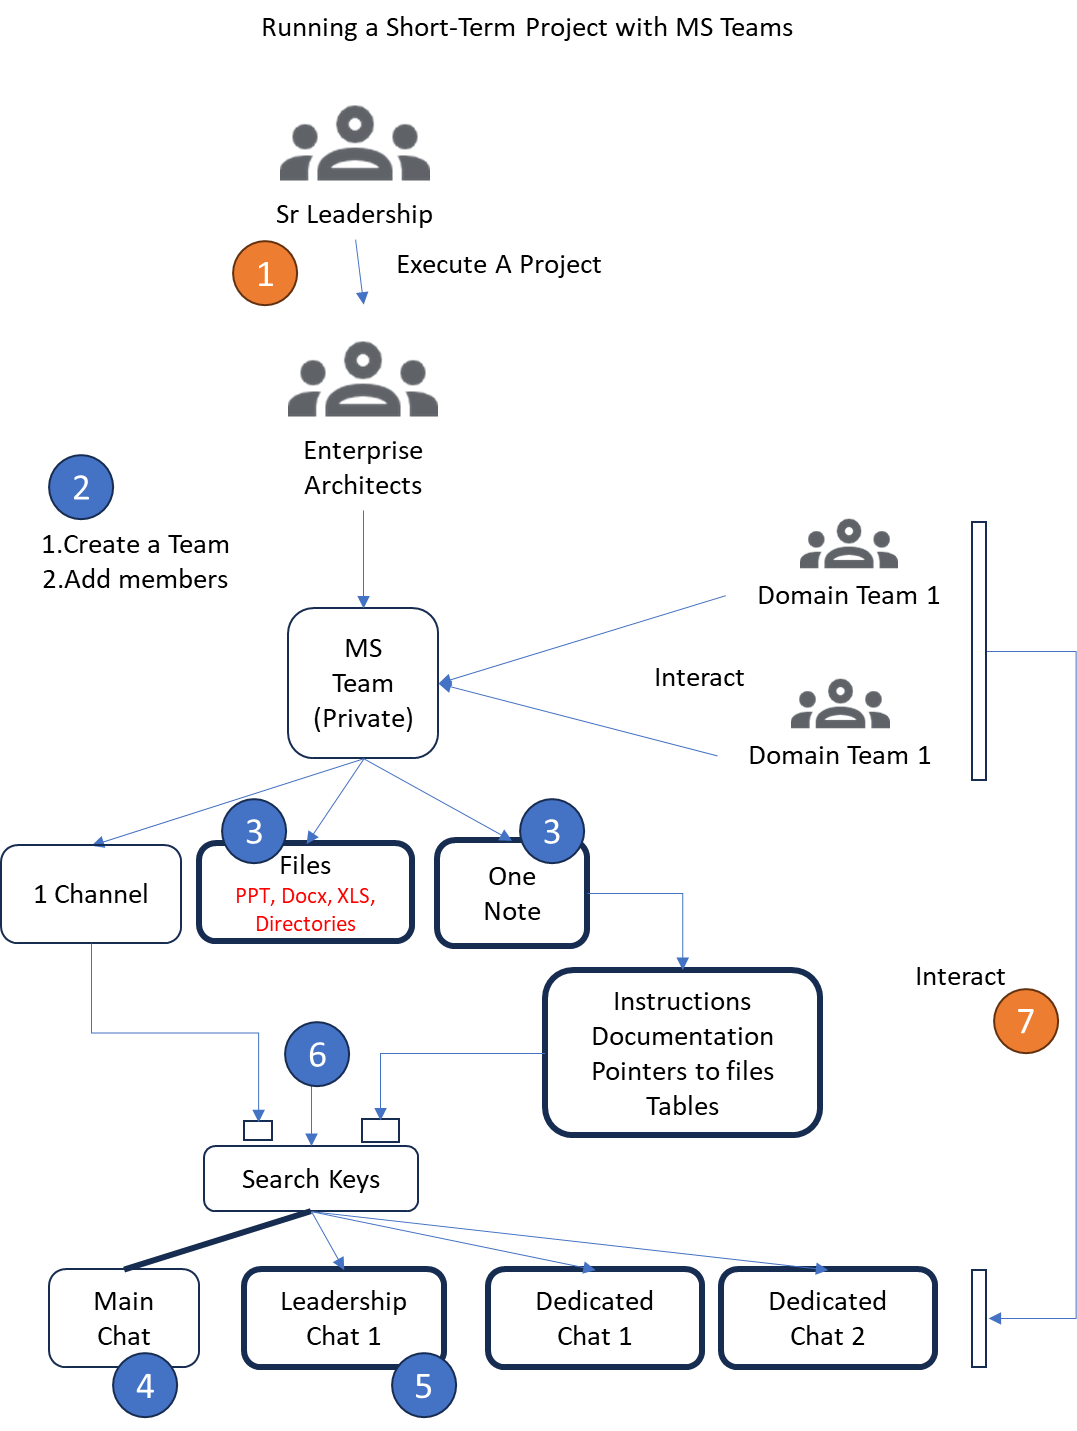 Running a Short-Term Project with MS Teams
Sr Leadership
1
Execute A Project
Enterprise
Architects
2
1.Create a Team
2.Add members
Domain Team 1
MS
Team
(Private)
Interact
Domain Team 1
3
3
1 Channel
Files
PPT, Docx, XLS,
Directories
One
Note
Interact
7
Instructions
Documentation
Pointers to files
Tables
6
Search Keys
Main
Chat
4
Leadership
Chat 1
5
Dedicated
Chat 1
Dedicated
Chat 2